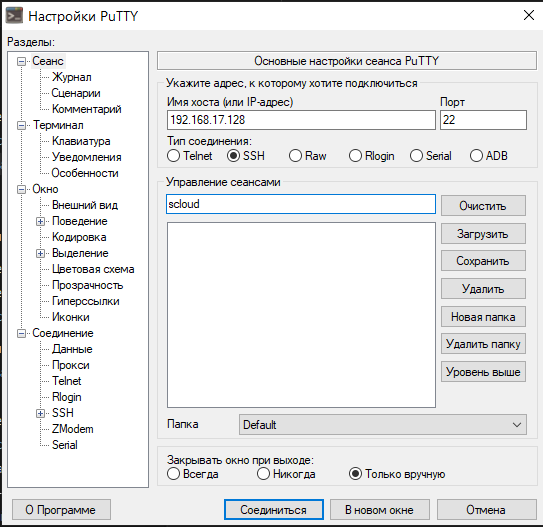 Настройки PuTTY
Разделы:
Сеанс
Журнал
Сценарии
Комментарий
Терминал
Клавиатура
Уведомления
Особенности
Окно
Внешний вид
Поведение
Кодировка
Выделение
Цветовая схема
Прозрачность
Гиперссылки
Иконки
Соединение
Данные
Прокси
Telnet
Rlogin
SSH
ZModem
Serial
Основные настройки сеанса PuTTY
Укажите адрес, к которому хотите подключиться
Имя хоста (или IP-адрес) Порт
192.168.17.128 22
Тип соединения:
Telnet SSH Raw Rlogin Serial ADB
Управление сеансами
scloud
Очистить
Загрузить
Сохранить
Удалить
Новая папка
Удалить папку
Уровень выше
Папка Default
Закрывать окно при выходе:
Всегда Никогда Только вручную
О Программе Соединиться В новом окне Отмена